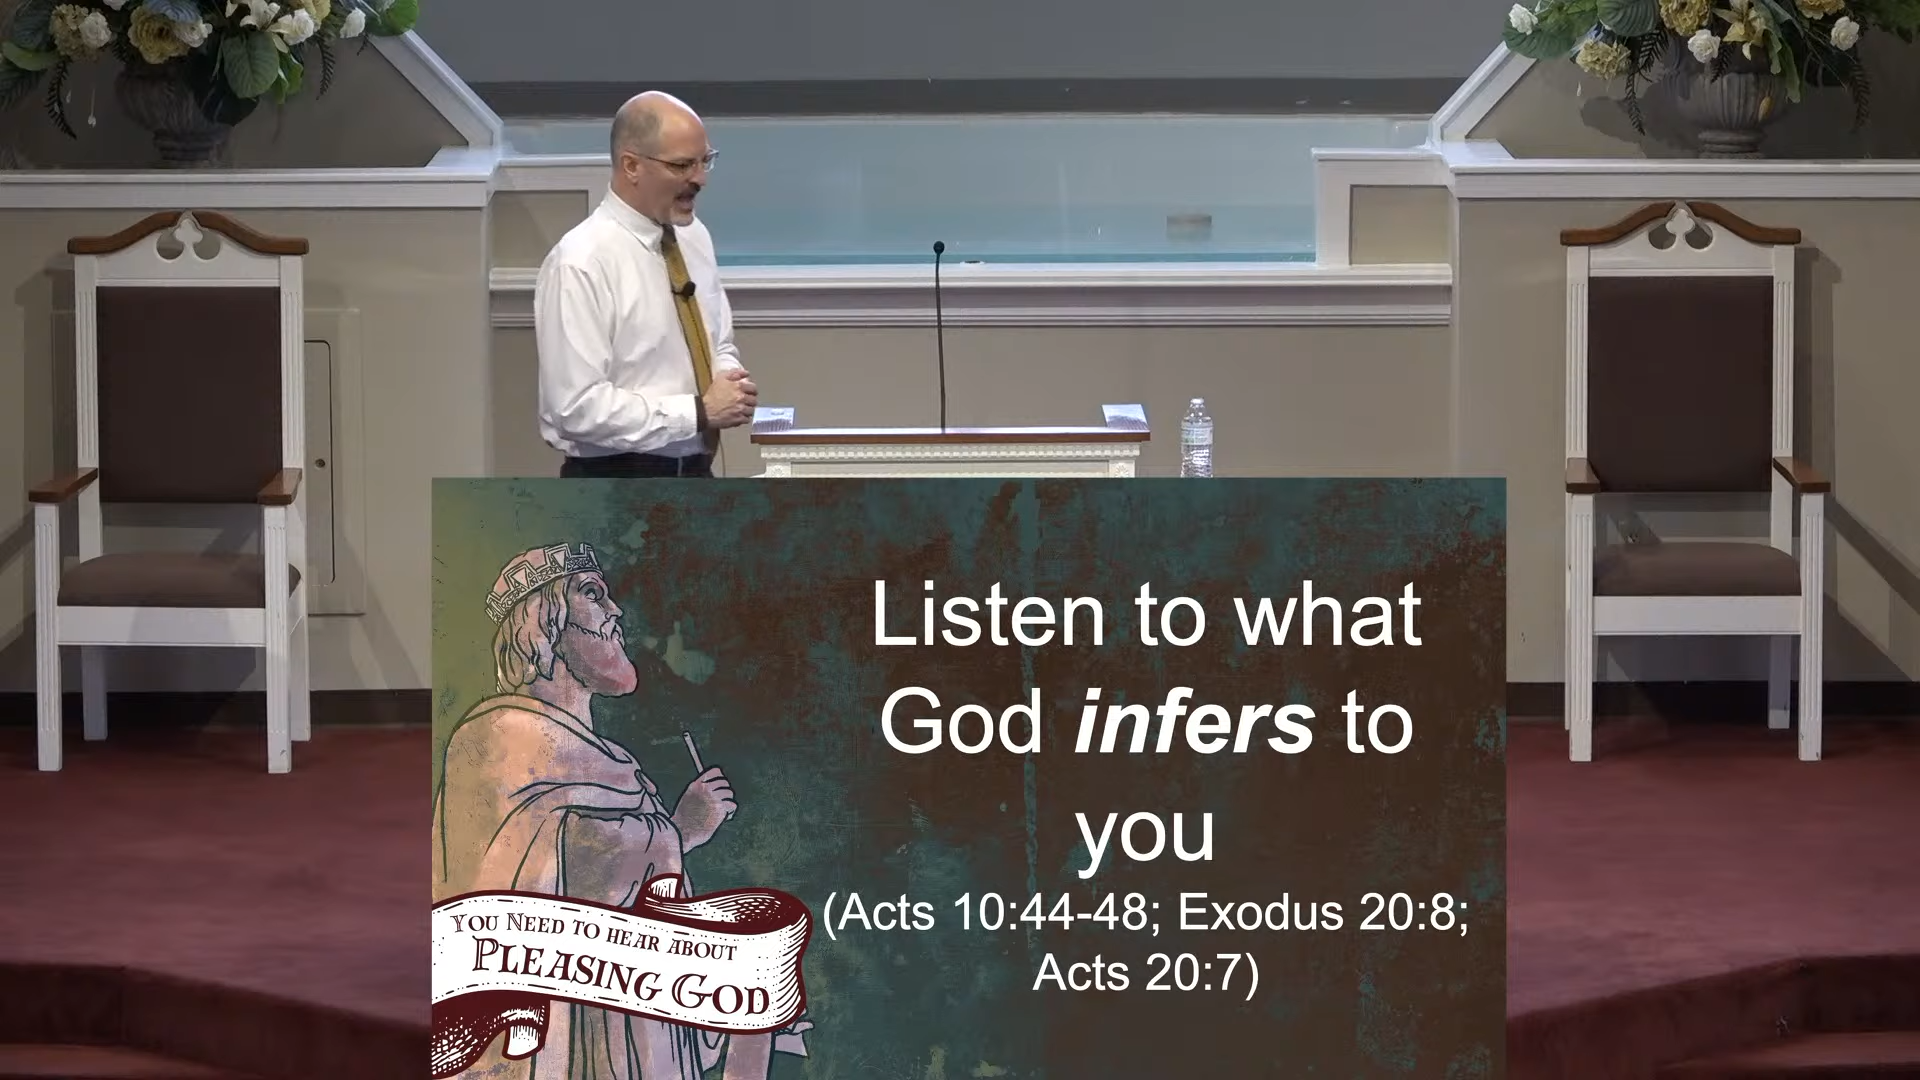 Listen to what
God infers to
you
(Acts 10:44-48; Exodus 20:8;
Acts 20:7)
You Need to hear about
Pleasing God